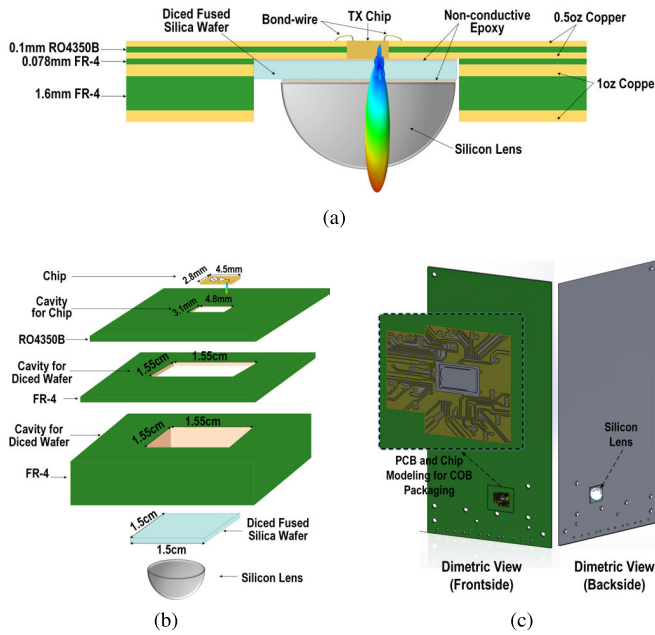 Diced Fused
Silica Wafer
Bond-wire
TX Chip
Non-conductive
Epoxy
0.5oz Copper
0.1mm RO4350B
0.078mm FR-4
1.6mm FR-4
1oz Coppe
Silicon Lens
(a)
Chip
2.8mm
4.5mm
Cavity
for Chip
3.1mm
4.8mm
RO4350B
Cavity for
Diced Wafer
1.55cm
1.55cm
FR-4
Cavity for
Diced Wafer
1.55cm
1.55cm
FR-4
1.5cm
1.5cm
Diced Fused
Silica Wafer
Silicon Lens
(b)
PCB and Chip
Modeling for COB
Packaging
Silicon
Lens
Dimetric View
(Frontside)
Dimetric View
(Backside)
(c)